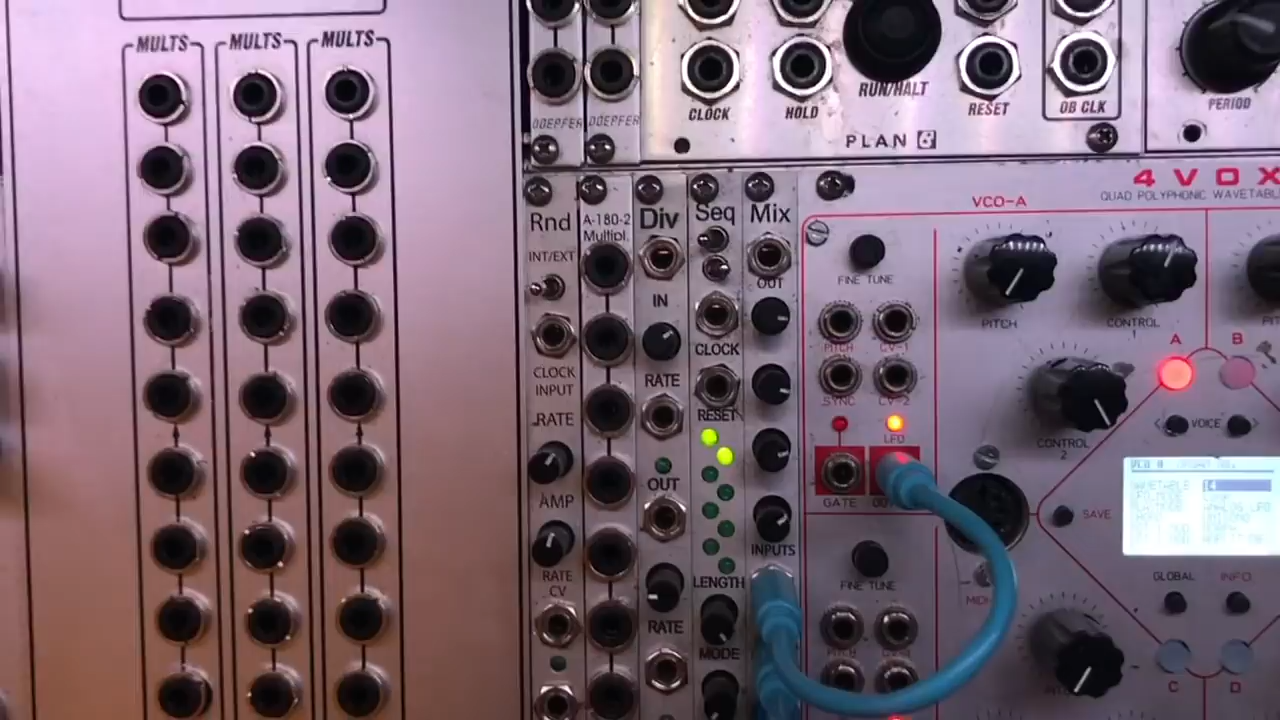 MULTS
MULTS
MULTS
DOEPFER
DOEPFER
CLOCK
HOLD
RUN/HALT
RESET
OB CLK
PERIOD
PLAN
Rnd
INT/EXT
CLOCK
INPUT
RATE
AMP
RATE
CV
A-180-2
Multipl.
Div
IN
RATE
OUT
RATE
Seq
CLOCK
RESET
LENGTH
MODE
Mix
OUT
INPUTS
4VOX
QUAD POLYPHONIC
VCO-A
FINE TUNE
PITCH
CV-1
SYNC
CV-2
LFO
GATE
PITCH
CONTROL
1
CONTROL
2
A
B
VOICE
SAVE
GLOBAL
INFO
FINE TUNE
C
D